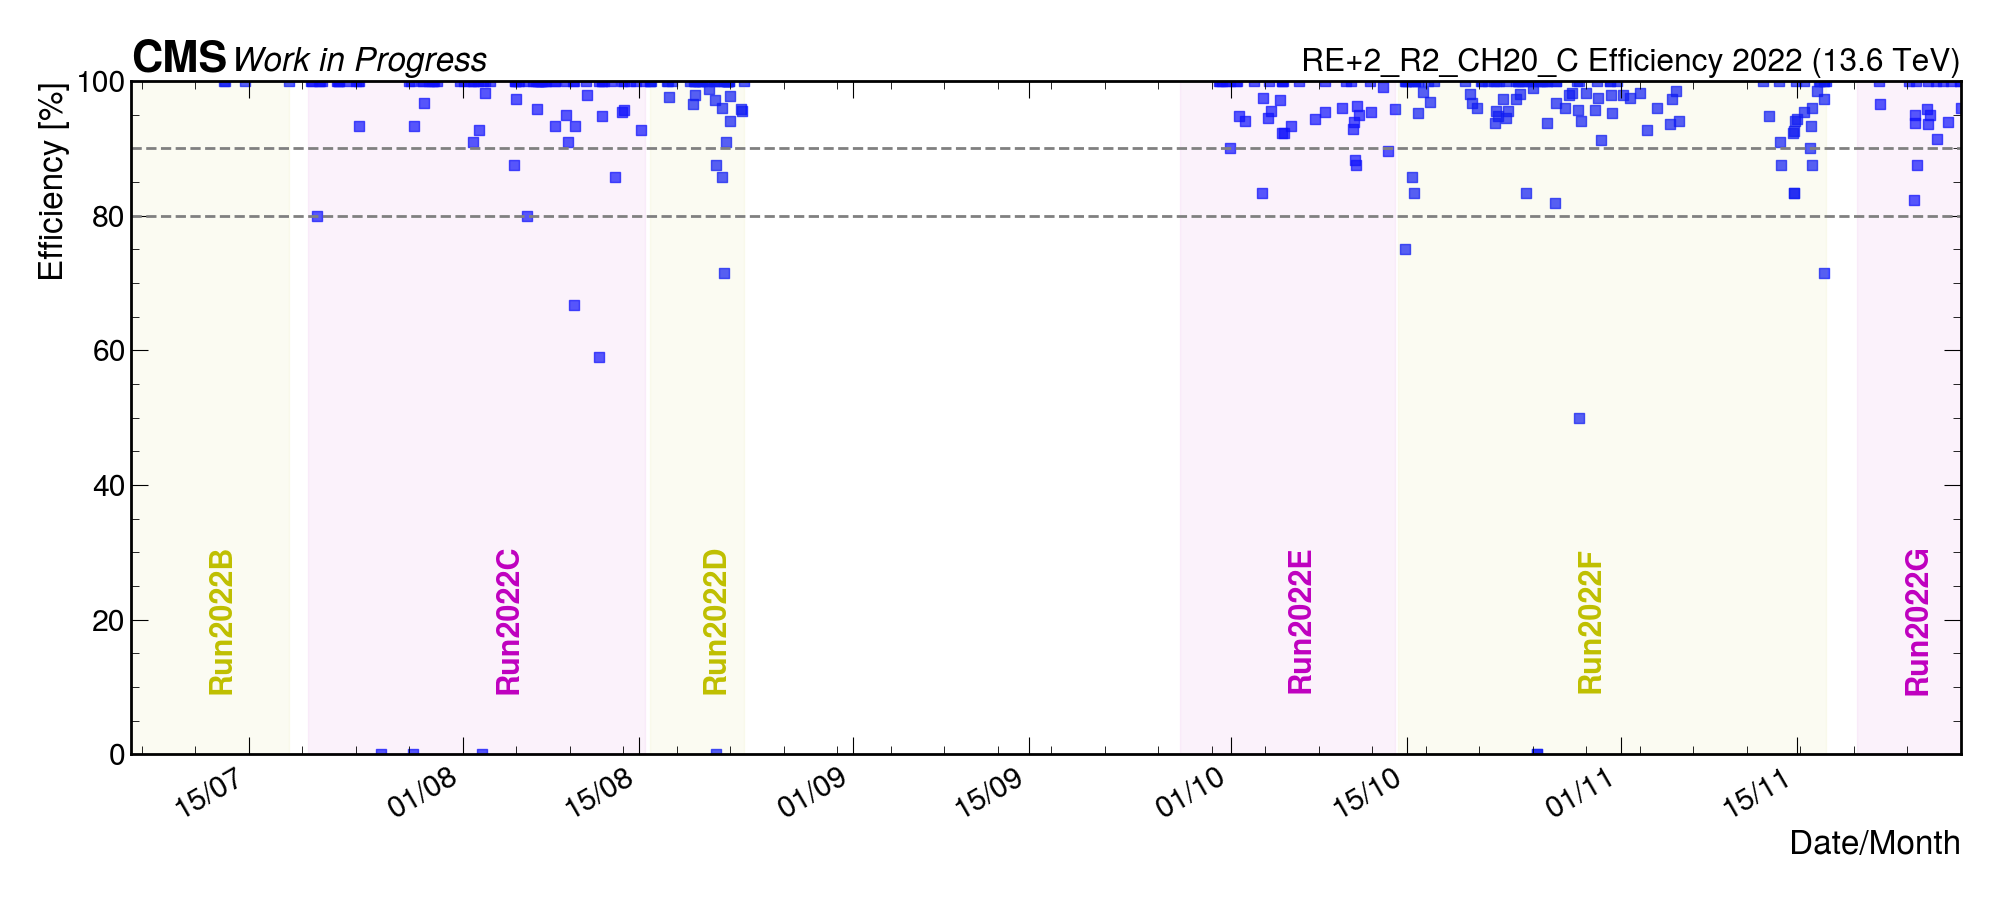 CMS Work in Progress
RE+2_R2_CH20_C Efficiency 2022 (13.6 TeV)
Efficiency [%]
100
80
60
40
20
0
Run2022B
Run2022C
Run2022D
Run2022E
Run2022F
Run2022G
15/07
01/08
15/08
01/09
15/09
01/10
15/10
01/11
15/11
Date/Month